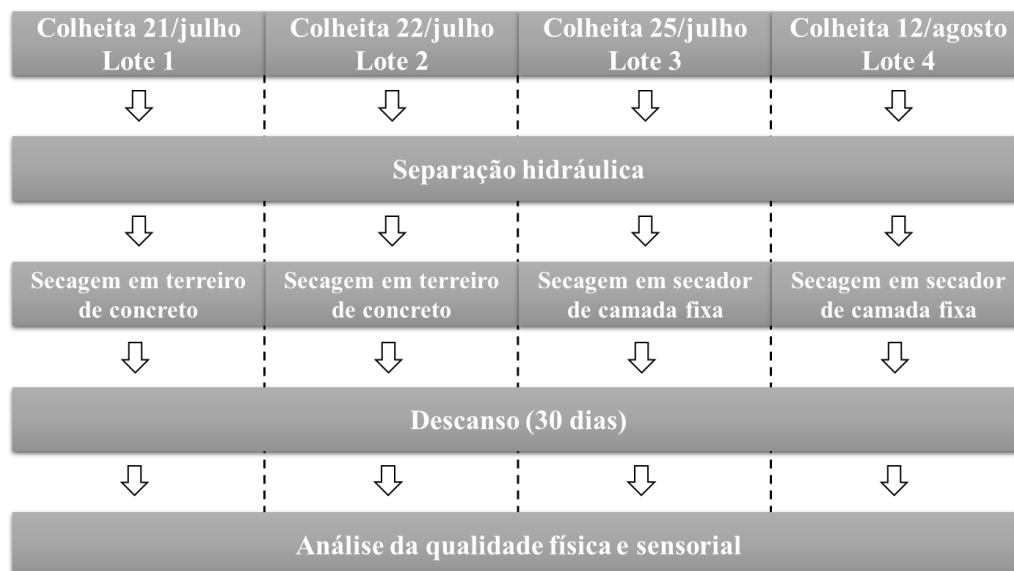 Colheita 21/julho
Lote 1
Colheita 22/julho
Lote 2
Colheita 25/julho
Lote 3
Colheita 12/agosto
Lote 4
Separação hidráulica
Secagem em terreiro
de concreto
Secagem em terreiro
de concreto
Secagem em secador
de camada fixa
Secagem em secador
de camada fixa
Descanso (30 dias)
Análise da qualidade física e sensorial